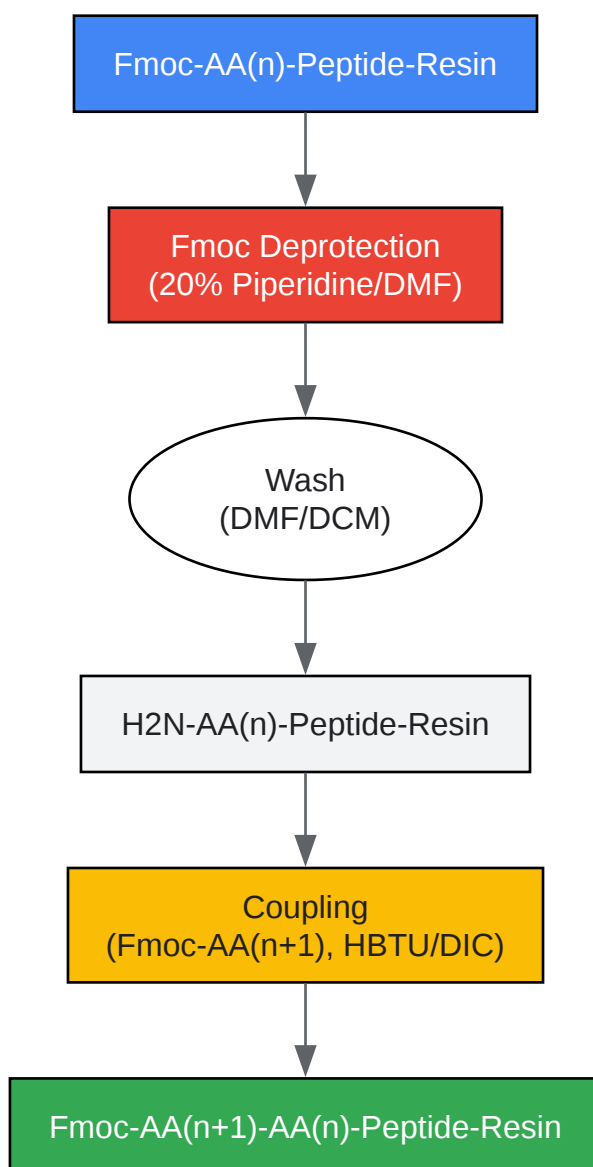 Fmoc-AA(n)-Peptide-Resin
Fmoc Deprotection
(20% Piperidine/DMF)
Wash
(DMF/DCM)
H2N-AA(n)-Peptide-Resin
Coupling
(Fmoc-AA(n+1), HBTU/DIC)
Fmoc-AA(n+1)-AA(n)-Peptide-Resin